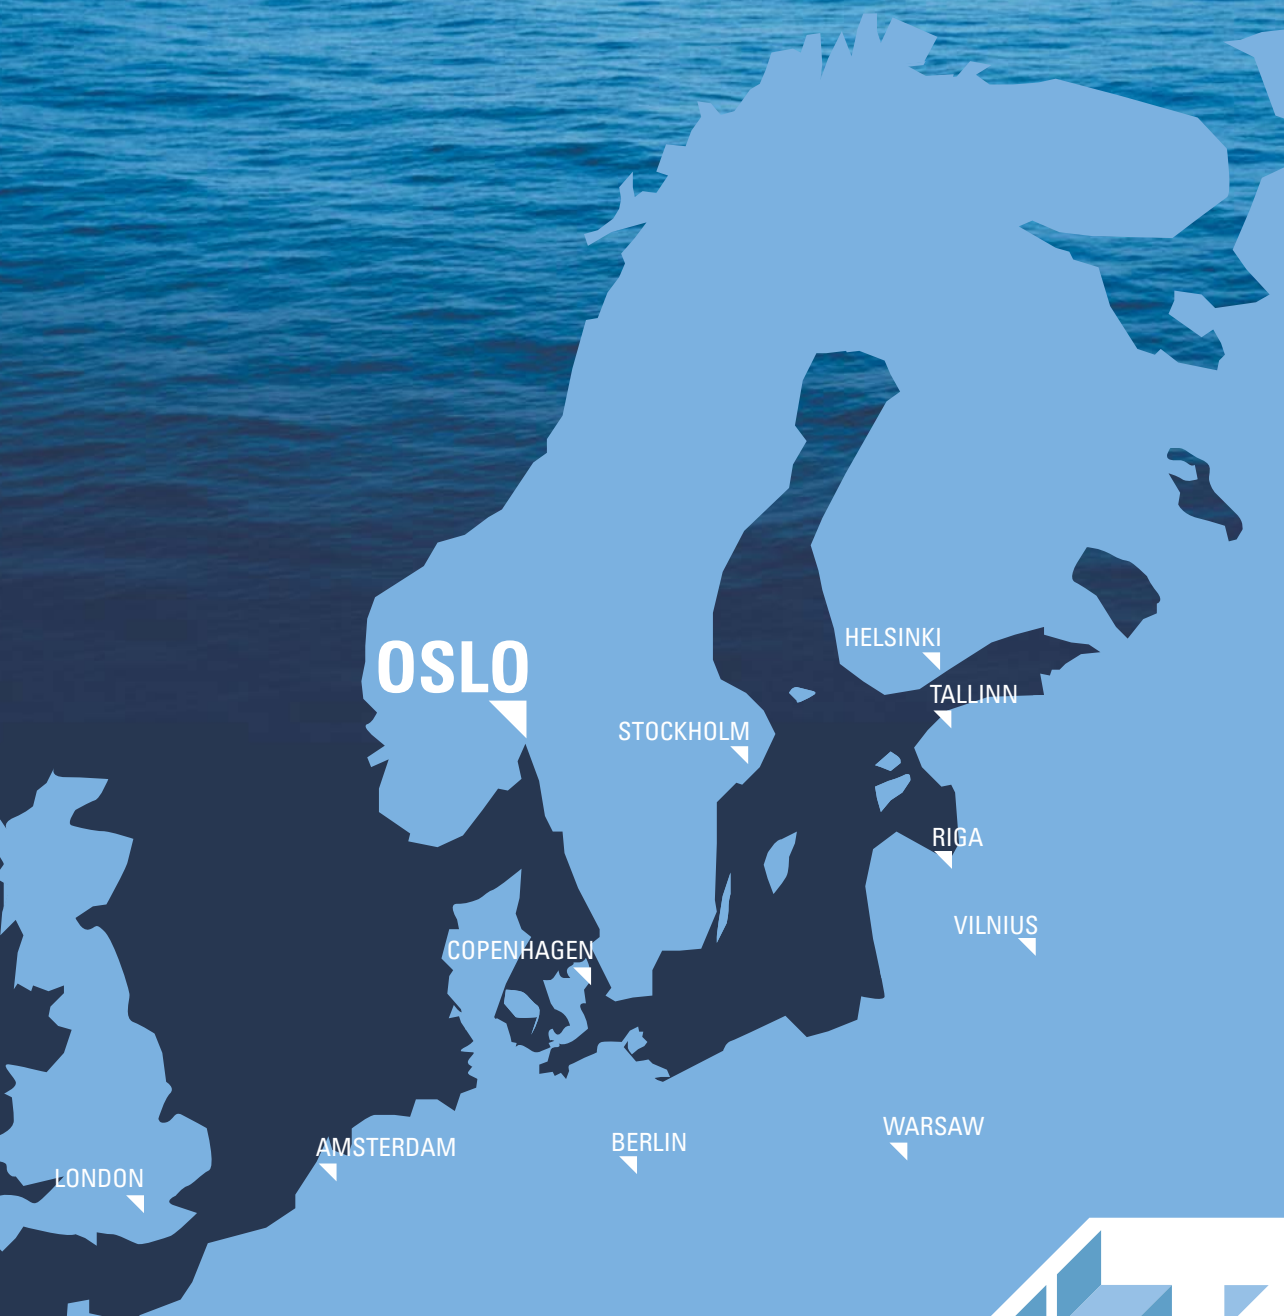 HELSINKI
OSLO
TALLINN
STOCKHOLM
RIGA
VILNIUS
COPENHAGEN
WARSAW
BERLIN
AMSTERDAM
LONDON